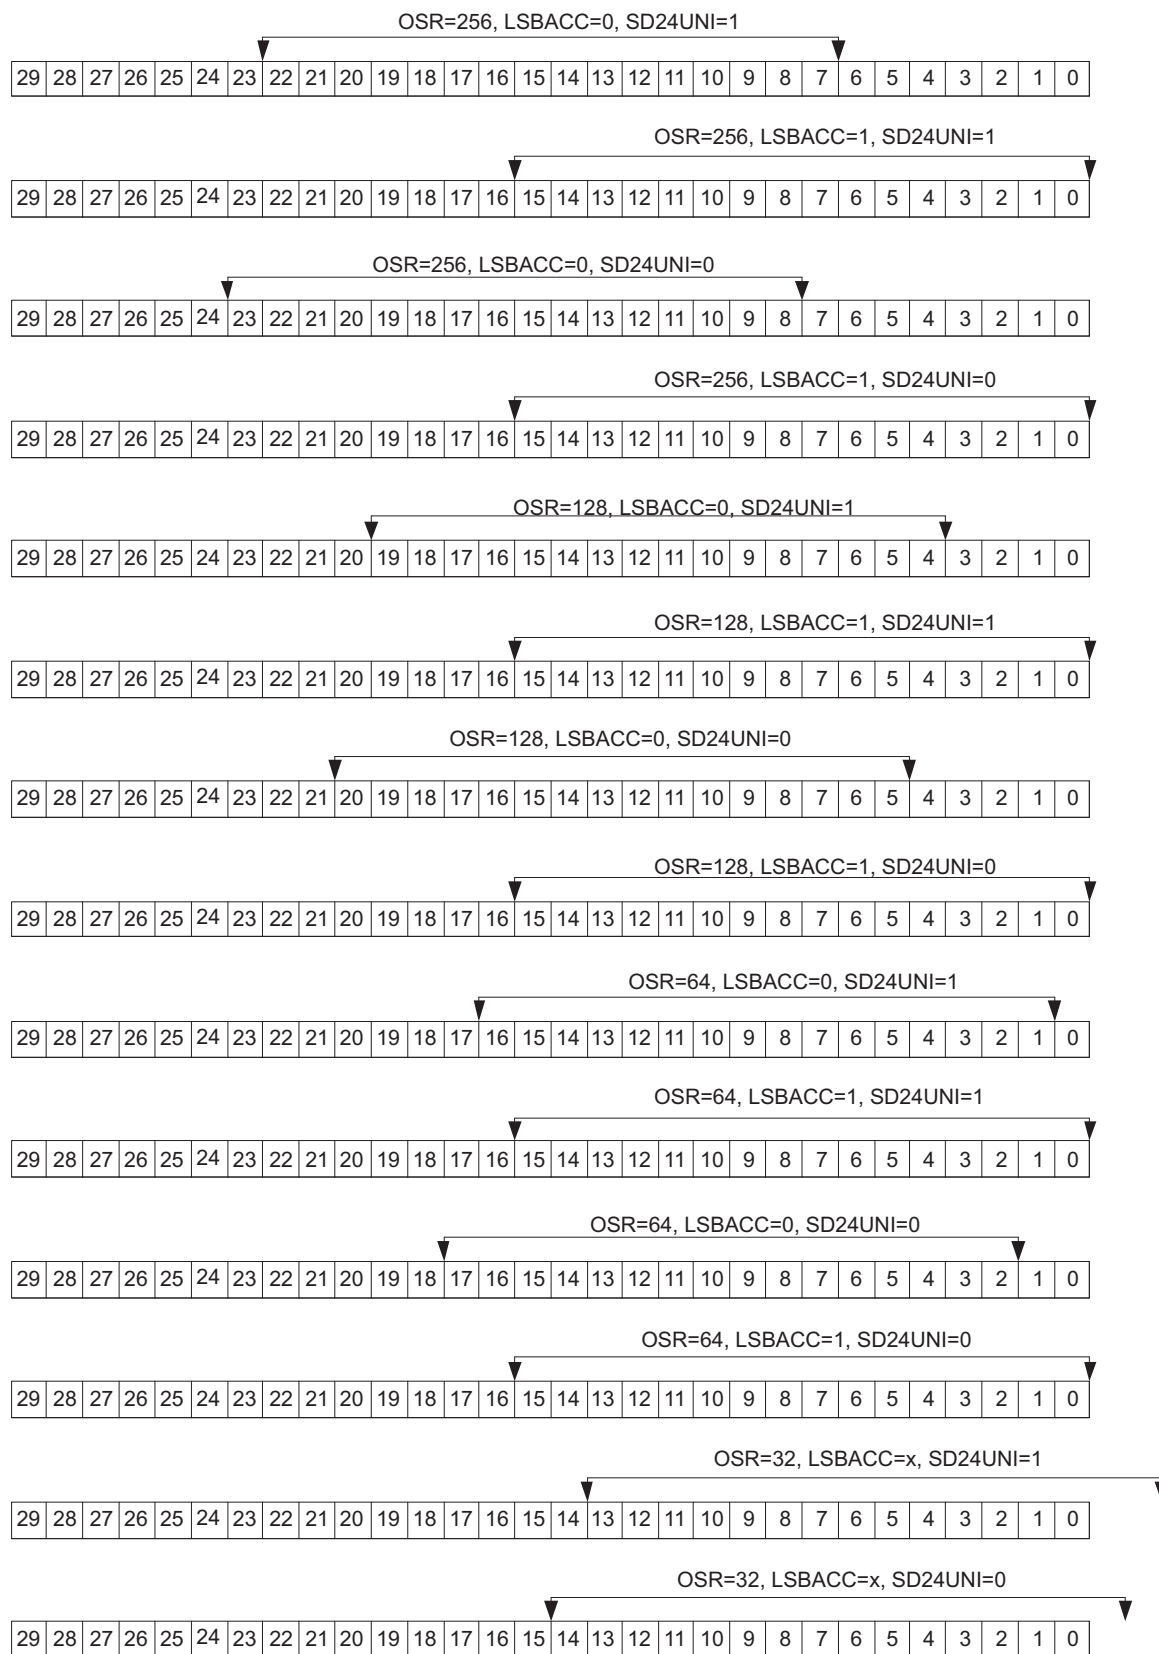 OSR=256, LSBACC=0, SD24UNI=1
29 28 27 26 25 24 23 22 21 20 19 18 17 16 15 14 13 12 11 10 9 8 7 6 5 4 3 2 1 0
OSR=256, LSBACC=1, SD24UNI=1
29 28 27 26 25 24 23 22 21 20 19 18 17 16 15 14 13 12 11 10 9 8 7 6 5 4 3 2 1 0
OSR=256, LSBACC=0, SD24UNI=0
29 28 27 26 25 24 23 22 21 20 19 18 17 16 15 14 13 12 11 10 9 8 7 6 5 4 3 2 1 0
OSR=256, LSBACC=1, SD24UNI=0
29 28 27 26 25 24 23 22 21 20 19 18 17 16 15 14 13 12 11 10 9 8 7 6 5 4 3 2 1 0
OSR=128, LSBACC=0, SD24UNI=1
29 28 27 26 25 24 23 22 21 20 19 18 17 16 15 14 13 12 11 10 9 8 7 6 5 4 3 2 1 0
OSR=128, LSBACC=1, SD24UNI=1
29 28 27 26 25 24 23 22 21 20 19 18 17 16 15 14 13 12 11 10 9 8 7 6 5 4 3 2 1 0
OSR=128, LSBACC=0, SD24UNI=0
29 28 27 26 25 24 23 22 21 20 19 18 17 16 15 14 13 12 11 10 9 8 7 6 5 4 3 2 1 0
OSR=128, LSBACC=1, SD24UNI=0
29 28 27 26 25 24 23 22 21 20 19 18 17 16 15 14 13 12 11 10 9 8 7 6 5 4 3 2 1 0
OSR=64, LSBACC=0, SD24UNI=1
29 28 27 26 25 24 23 22 21 20 19 18 17 16 15 14 13 12 11 10 9 8 7 6 5 4 3 2 1 0
OSR=64, LSBACC=1, SD24UNI=1
29 28 27 26 25 24 23 22 21 20 19 18 17 16 15 14 13 12 11 10 9 8 7 6 5 4 3 2 1 0
OSR=64, LSBACC=0, SD24UNI=0
29 28 27 26 25 24 23 22 21 20 19 18 17 16 15 14 13 12 11 10 9 8 7 6 5 4 3 2 1 0
OSR=64, LSBACC=1, SD24UNI=0
29 28 27 26 25 24 23 22 21 20 19 18 17 16 15 14 13 12 11 10 9 8 7 6 5 4 3 2 1 0
OSR=32, LSBACC=x, SD24UNI=1
29 28 27 26 25 24 23 22 21 20 19 18 17 16 15 14 13 12 11 10 9 8 7 6 5 4 3 2 1 0
OSR=32, LSBACC=x, SD24UNI=0
29 28 27 26 25 24 23 22 21 20 19 18 17 16 15 14 13 12 11 10 9 8 7 6 5 4 3 2 1 0